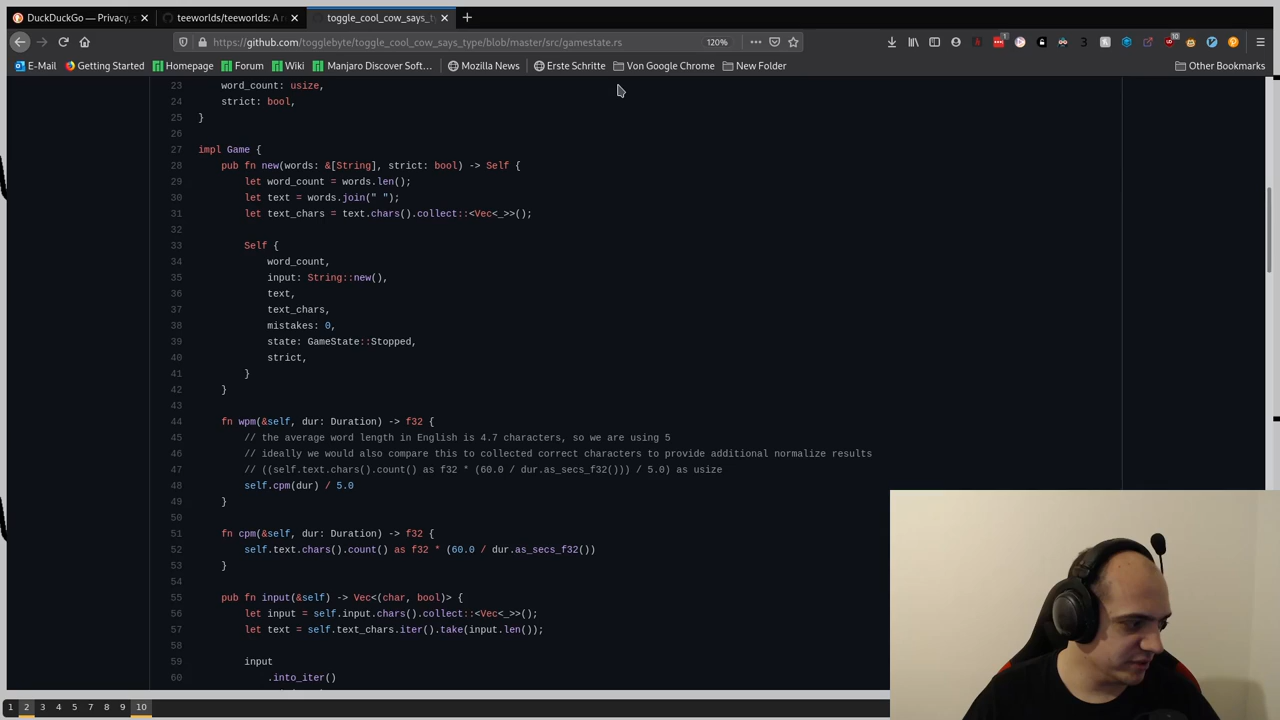 DuckDuckGo — Privacy, s
teeworlds/teeworlds: A r
toggle_cool_cow_says_ty
https://github.com/togglebyte/toggle_cool_cow_says_type/blob/master/src/gamestate.rs
120%
E-Mail
Getting Started
Homepage
Forum
Wiki
Manjaro Discover Soft…
Mozilla News
Erste Schritte
Von Google Chrome
New Folder
Other Bookmarks
23 word_count: usize,
24 strict: bool,
25 }
26
27 impl Game {
28 pub fn new(words: &[String], strict: bool) -> Self {
29 let word_count = words.len();
30 let text = words.join(" ");
31 let text_chars = text.chars().collect::<Vec<_>>();
32
33 Self {
34 word_count,
35 input: String::new(),
36 text,
37 text_chars,
38 mistakes: 0,
39 state: GameState::Stopped,
40 strict,
41 }
42 }
43
44 fn wpm(&self, dur: Duration) -> f32 {
45 // the average word length in English is 4.7 characters, so we are using 5
46 // ideally we would also compare this to collected correct characters to provide additional normalize results
47 // ((self.text.chars().count() as f32 * (60.0 / dur.as_secs_f32())) / 5.0) as usize
48 self.cpm(dur) / 5.0
49 }
50
51 fn cpm(&self, dur: Duration) -> f32 {
52 self.text.chars().count() as f32 * (60.0 / dur.as_secs_f32())
53 }
54
55 pub fn input(&self) -> Vec<(char, bool)> {
56 let input = self.input.chars().collect::<Vec<_>>();
57 let text = self.text_chars.iter().take(input.len());
58
59 input
60 .into_iter()
1 2 3 4 5 6 7 8 9 10